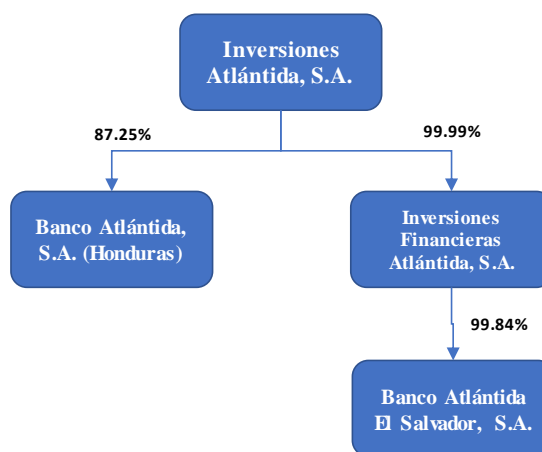 Inversiones
Atlántida, S.A.
87.25%
99.99%
Banco Atlántida,
S.A. (Honduras)
Inversiones
Financieras
Atlántida, S.A.
99.84%
Banco Atlántida
El Salvador, S.A.